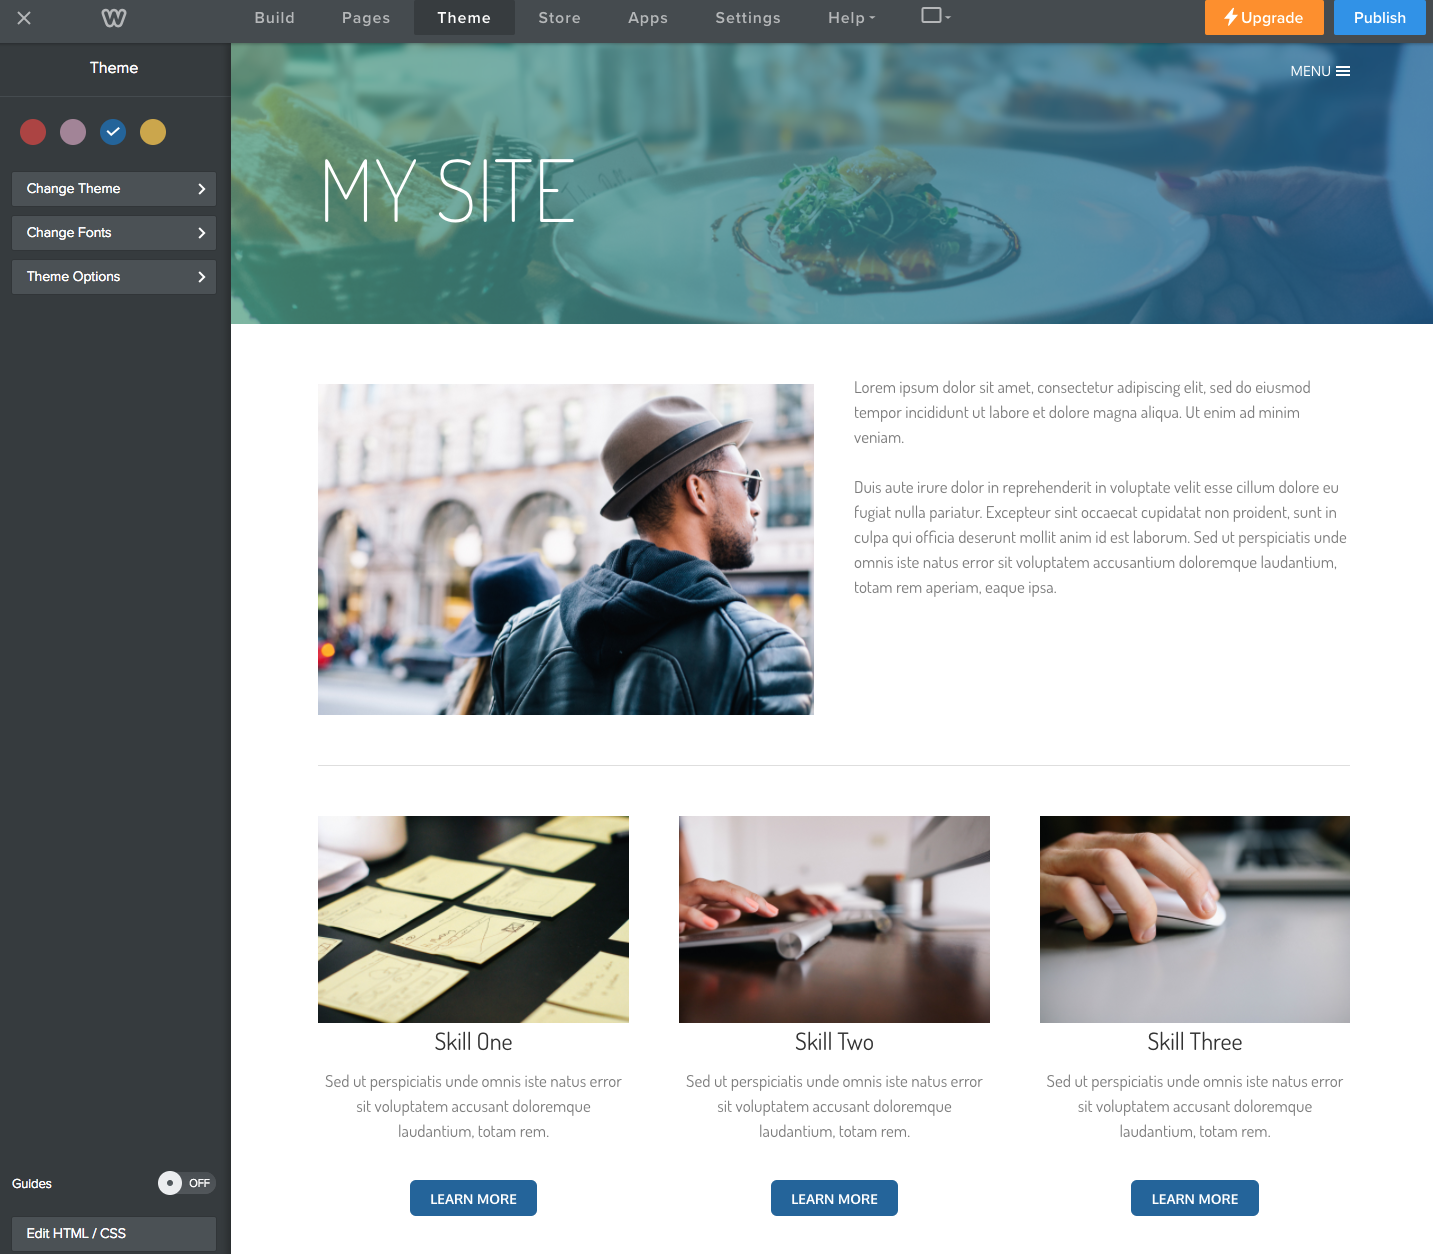 Build Pages Theme Store Apps Settings Help Upgrade Publish
Theme
Change Theme
Change Fonts
Theme Options
Guides OFF
Edit HTML / CSS
MENU
MY SITE
Lorem ipsum dolor sit amet, consectetur adipiscing elit, sed do eiusmod
tempor incididunt ut labore et dolore magna aliqua. Ut enim ad minim
veniam.
Duis aute irure dolor in reprehenderit in voluptate velit esse cillum dolore eu
fugiat nulla pariatur. Excepteur sint occaecat cupidatat non proident, sunt in
culpa qui officia deserunt mollit anim id est laborum. Sed ut perspiciatis unde
omnis iste natus error sit voluptatem accusantium doloremque laudantium,
totam rem aperiam, eaque ipsa.
Skill One
Sed ut perspiciatis unde omnis iste natus error
sit voluptatem accusant doloremque
laudantium, totam rem.
LEARN MORE
Skill Two
Sed ut perspiciatis unde omnis iste natus error
sit voluptatem accusant doloremque
laudantium, totam rem.
LEARN MORE
Skill Three
Sed ut perspiciatis unde omnis iste natus error
sit voluptatem accusant doloremque
laudantium, totam rem.
LEARN MORE